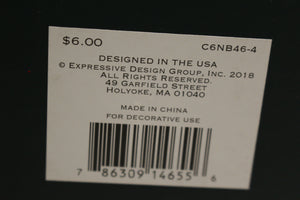 $6.00 C6NB46-4
DESIGNED IN THE USA
© EXPRESSIVE DESIGN GROUP, INC. 2018
ALL RIGHTS RESERVED.
49 GARFIELD STREET
HOLYOKE, MA 01040
MADE IN CHINA
FOR DECORATIVE USE
7 86309 14655 6